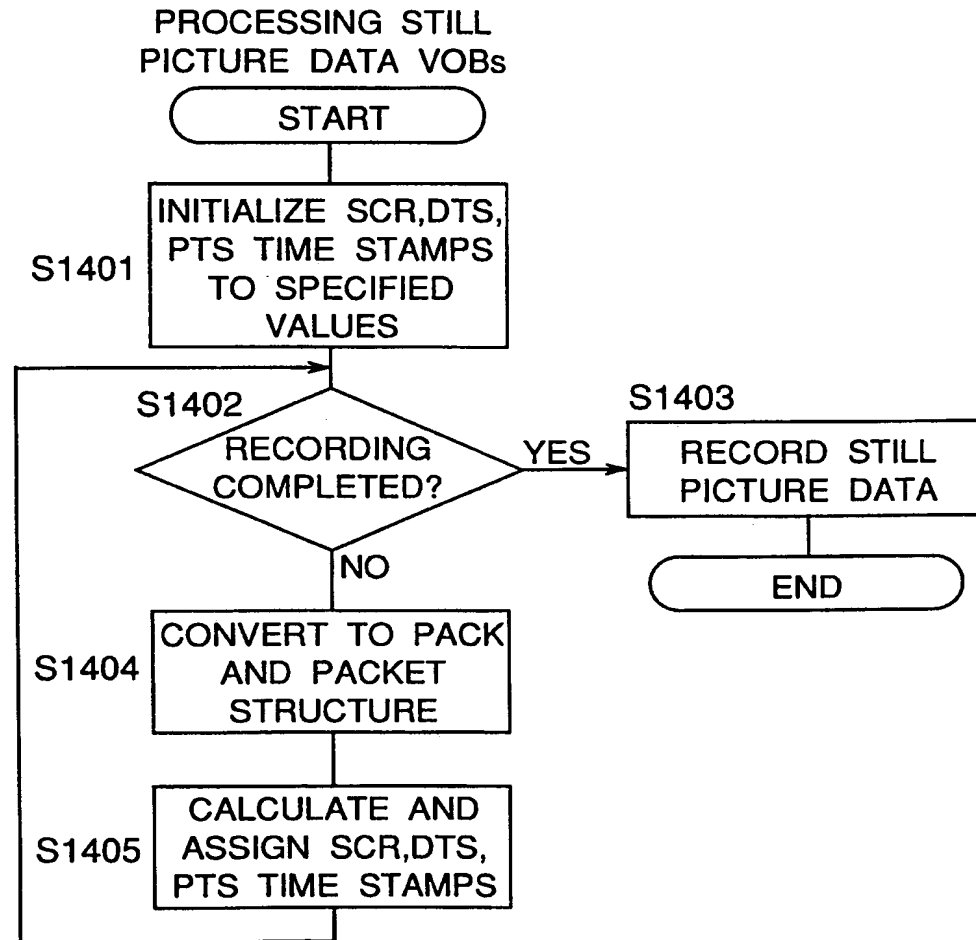 PROCESSING STILL
PICTURE DATA VOBs
START
S1401
INITIALIZE SCR,DTS,
PTS TIME STAMPS
TO SPECIFIED
VALUES
S1402
RECORDING
COMPLETED?
YES
S1403
RECORD STILL
PICTURE DATA
END
NO
S1404
CONVERT TO PACK
AND PACKET
STRUCTURE
S1405
CALCULATE AND
ASSIGN SCR,DTS,
PTS TIME STAMPS